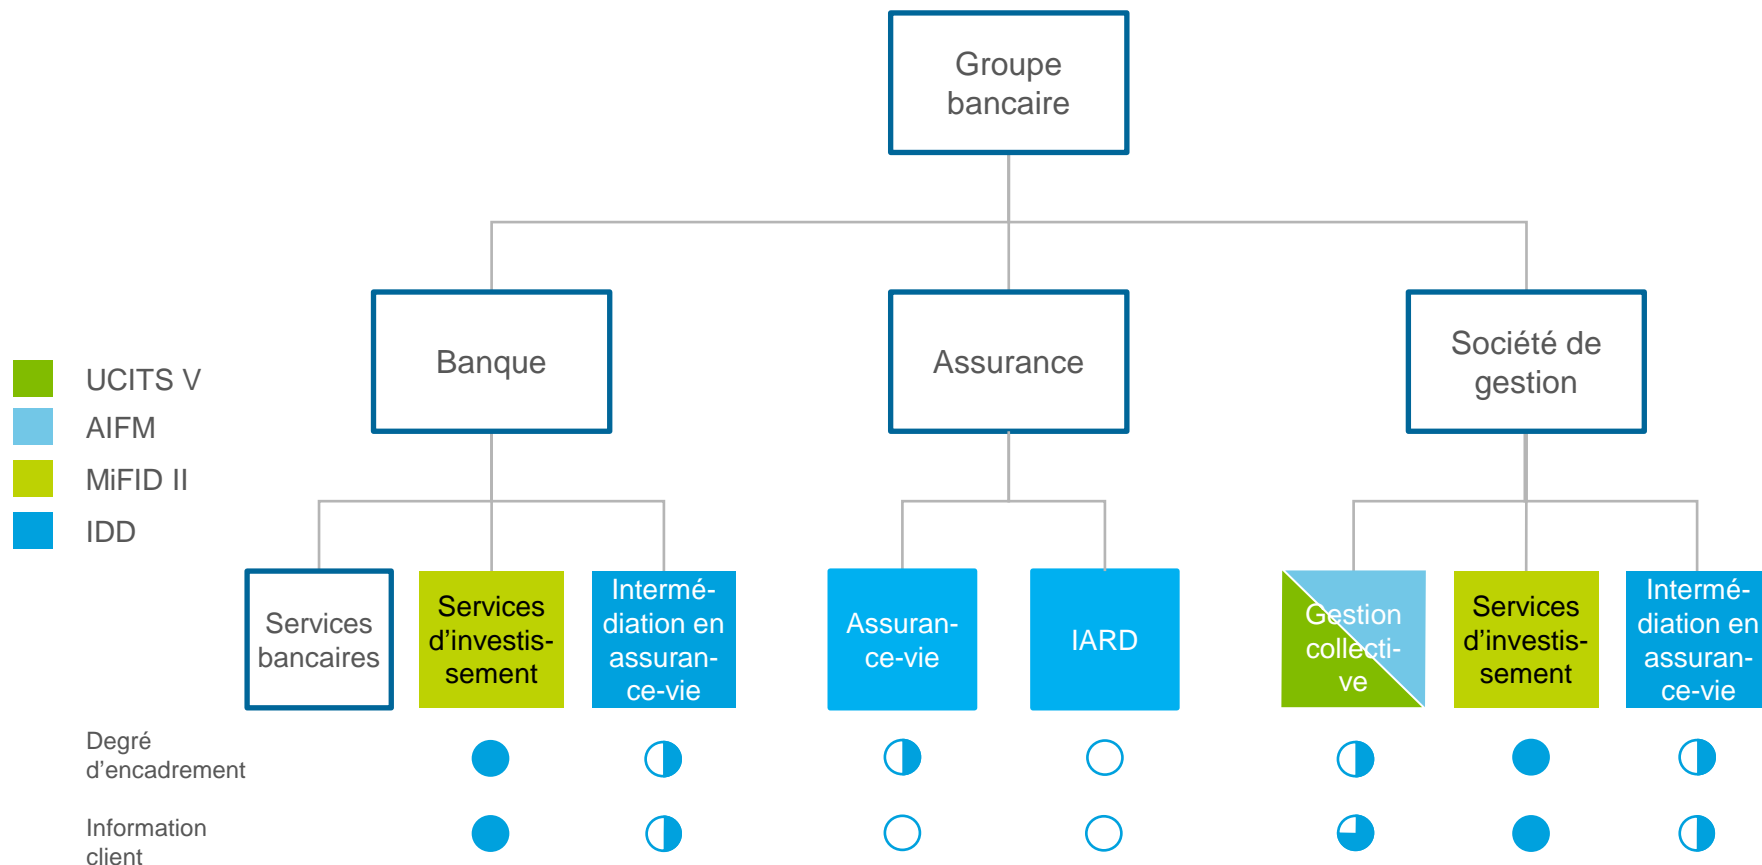 Groupe
bancaire
Banque
Assurance
Société de
gestion
UCITS V
AIFM
MiFID II
IDD
Services
bancaires
Services
d’investis-
sement
Intermé-
diation en
assuran-
ce-vie
Assuran-
ce-vie
IARD
Gestion
collecti-
ve
Services
d’investis-
sement
Intermé-
diation en
assuran-
ce-vie
Degré
d’encadrement
Information
client